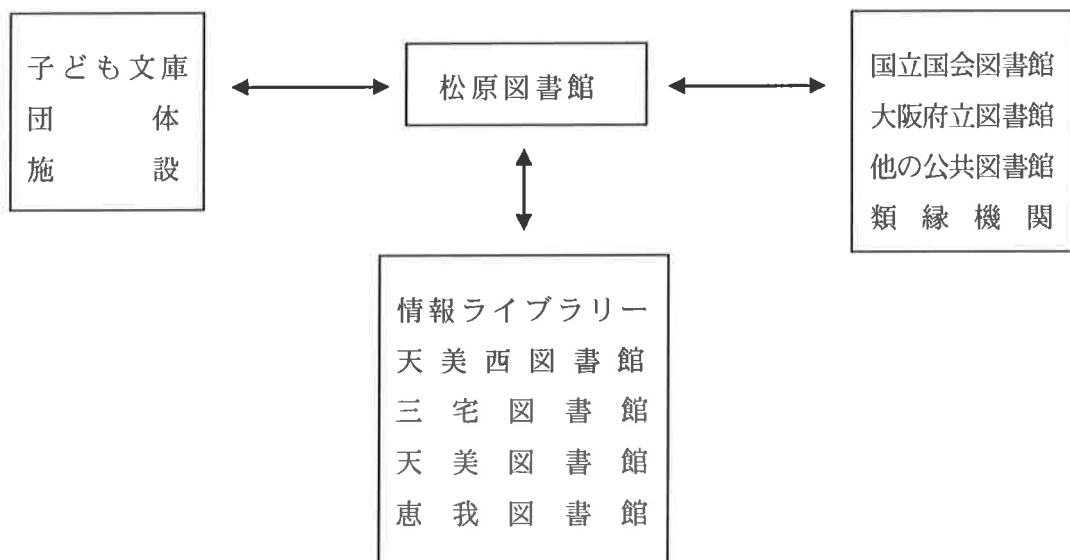 子ども文庫
団体
施設
松原図書館
国立国会図書館
大阪府立図書館
他の公共図書館
類縁機関
情報ライブラリー
天美西図書館
三宅図書館
天美図書館
恵我図書館